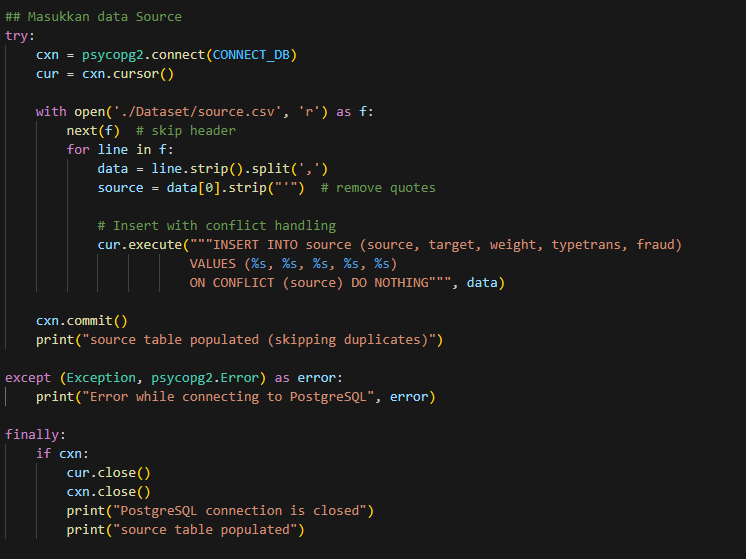 ## Masukkan data Source
try:
    cxn = psycopg2.connect(CONNECT_DB)
    cur = cxn.cursor()

    with open('./Dataset/source.csv', 'r') as f:
        next(f)  # skip header
        for line in f:
            data = line.strip().split(',')
            source = data[0].strip("'")  # remove quotes

            # Insert with conflict handling
            cur.execute("""INSERT INTO source (source, target, weight, typetrans, fraud)
                        VALUES (%s, %s, %s, %s, %s)
                        ON CONFLICT (source) DO NOTHING""", data)

    cxn.commit()
    print("source table populated (skipping duplicates)")

except (Exception, psycopg2.Error) as error:
    print("Error while connecting to PostgreSQL", error)

finally:
    if cxn:
        cur.close()
        cxn.close()
        print("PostgreSQL connection is closed")
        print("source table populated")